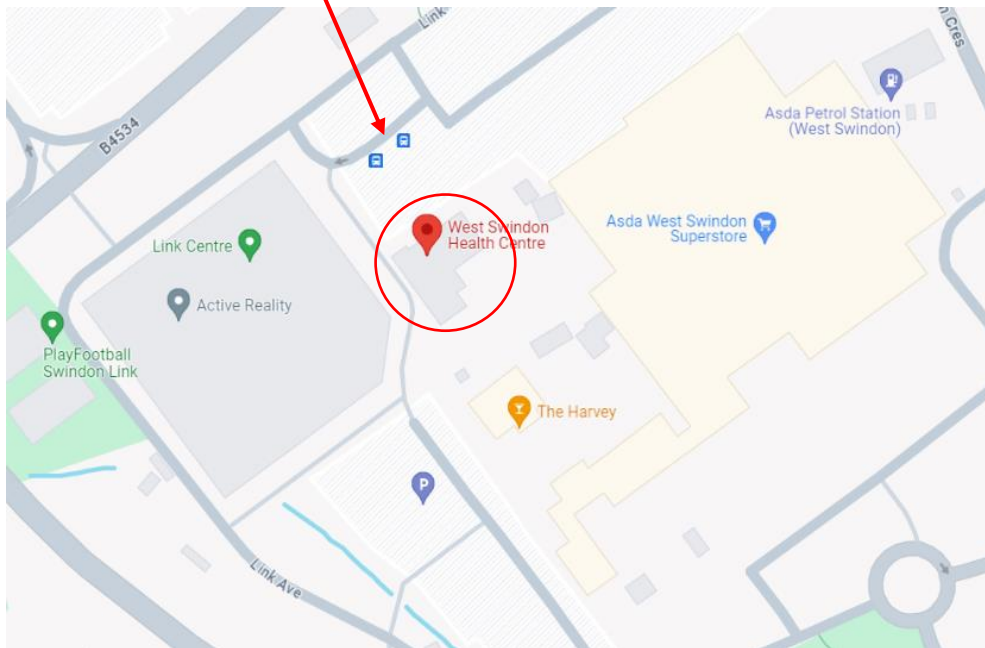 Link
B4534
Asda Petrol Station
(West Swindon)
West Swindon
Health Centre
Asda West Swindon
Superstore
Link Centre
Active Reality
PlayFootball
Swindon Link
The Harvey
P
Link Ave
Cres